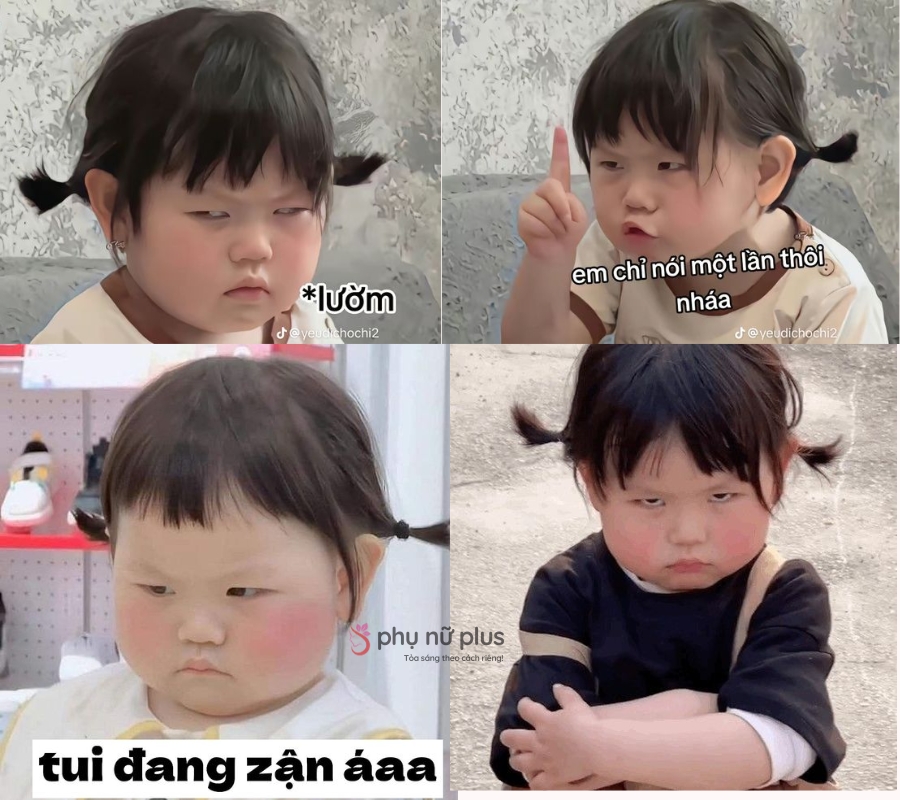 *lườm
@yeudichochi2
em chỉ nói một lần thôi
nháa
@yeudichochi2
phụ nữ plus
Tỏa sáng theo cách riêng!
tui đang zận áaa